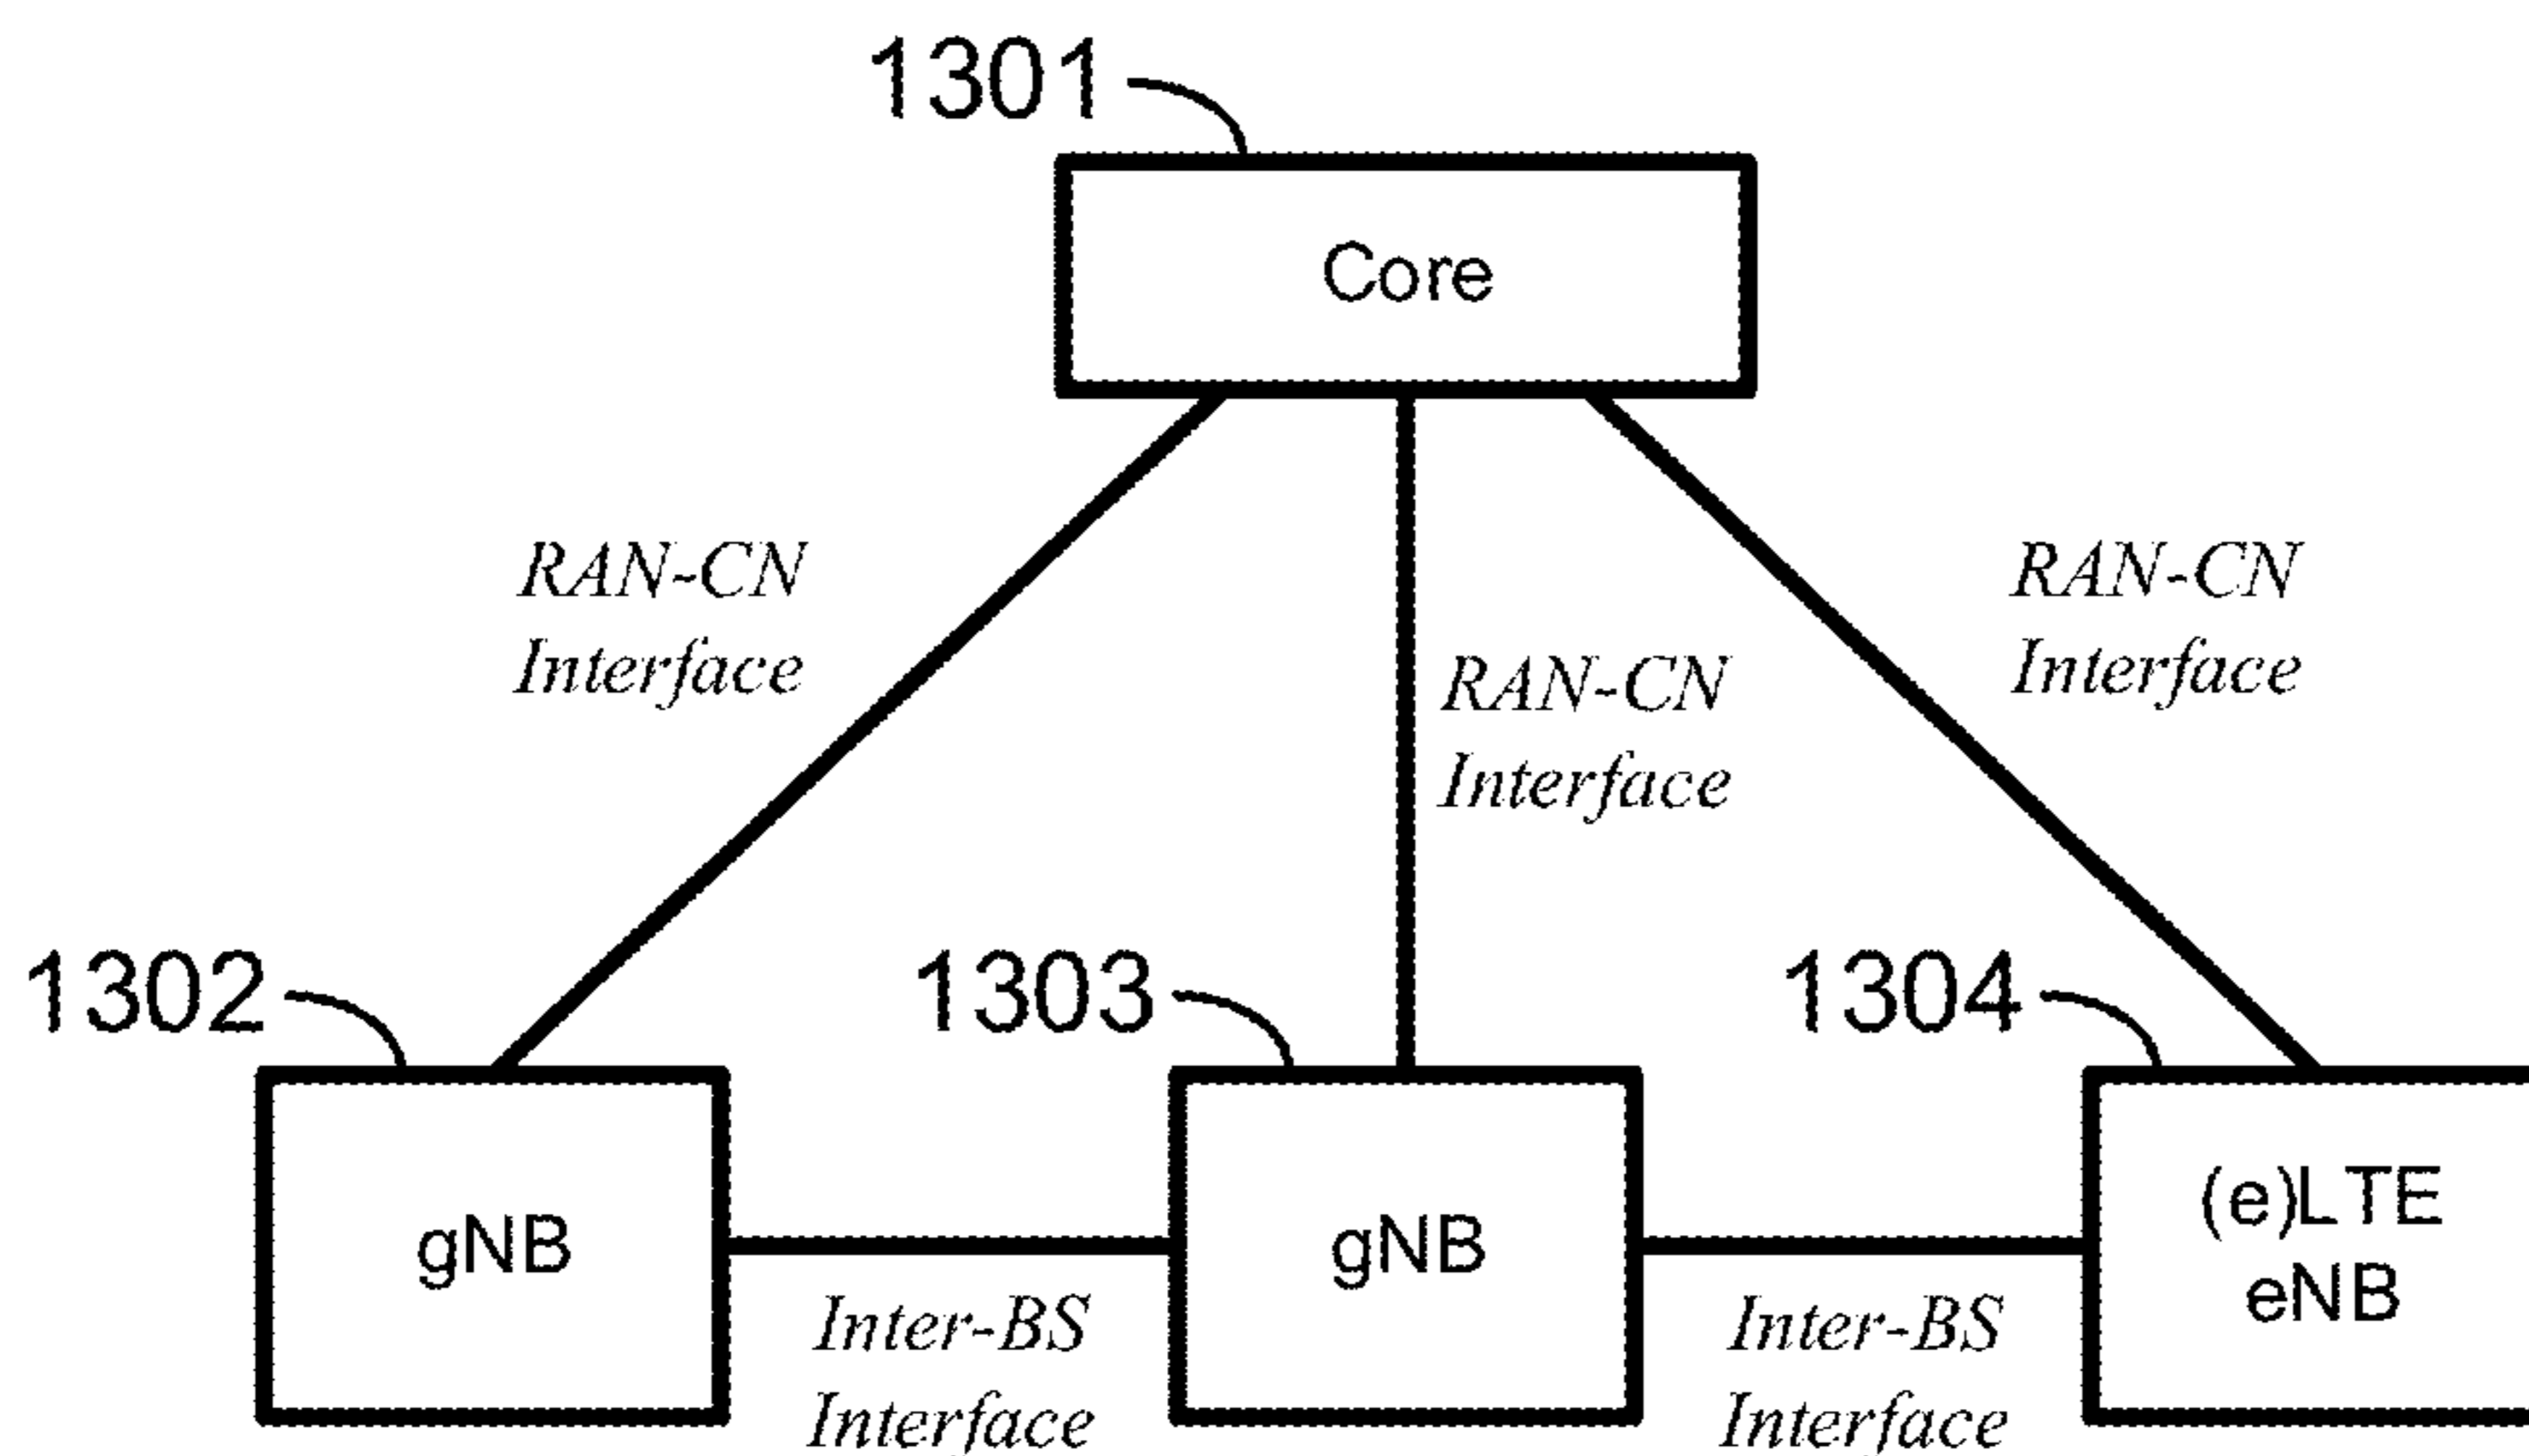 1301
Core
RAN-CN
Interface
RAN-CN
Interface
RAN-CN
Interface
1302
1303
1304
gNB
gNB
(e)LTE
eNB
Inter-BS
Interface
Inter-BS
Interface